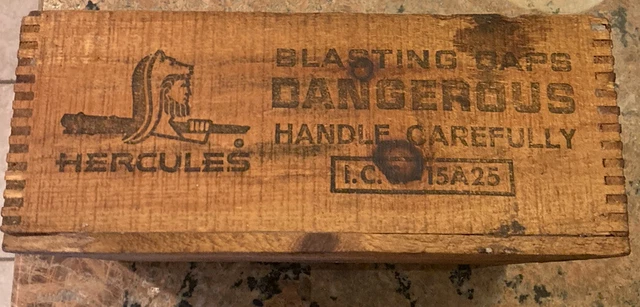 HERCULES
BLASTING CAPS
DANGEROUS
HANDLE CAREFULLY
I.C. 15A25